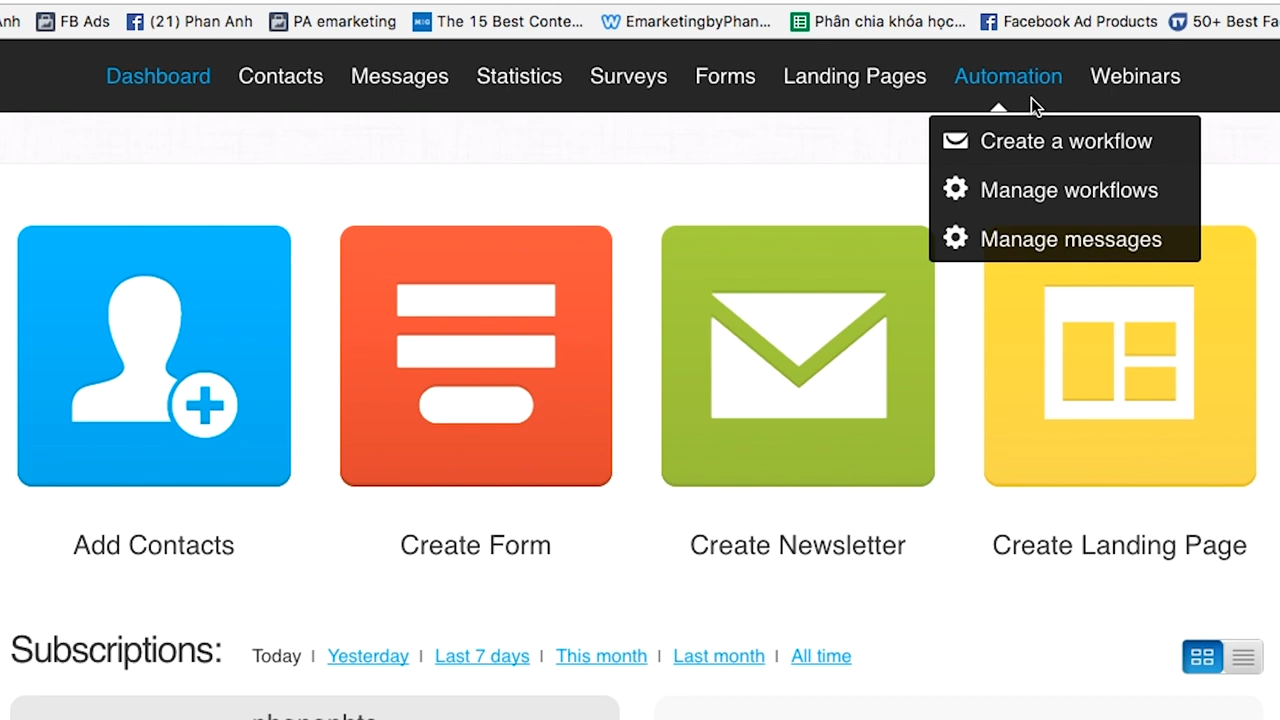 nh FB Ads (21) Phan Anh PA emarketing The 15 Best Conte... EmarketingbyPhan... Phân chia khóa học... Facebook Ad Products 50+ Best Fa
Dashboard Contacts Messages Statistics Surveys Forms Landing Pages Automation Webinars
Create a workflow
Manage workflows
Manage messages
Add Contacts Create Form Create Newsletter Create Landing Page
Subscriptions: Today | Yesterday | Last 7 days | This month | Last month | All time